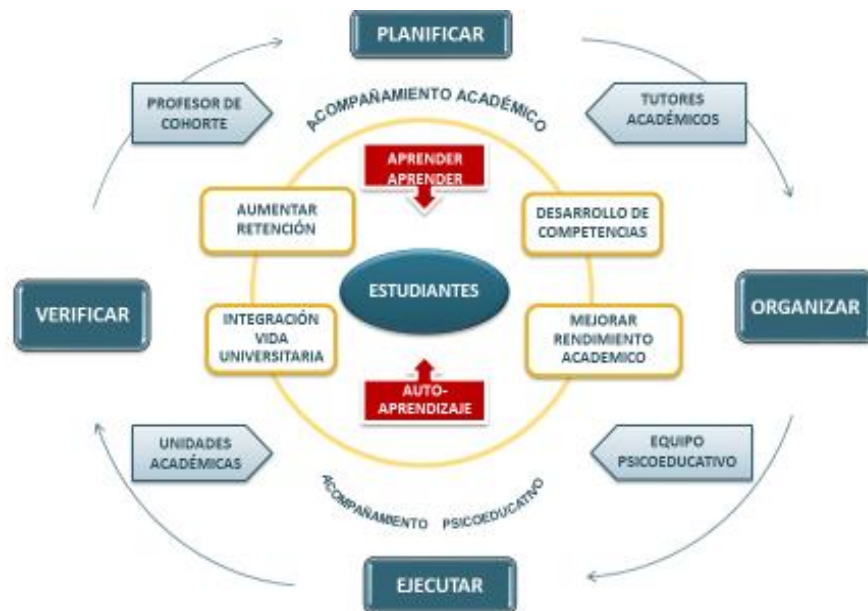 PLANIFICAR
PROFESOR DE
COHORTE
ACOMPAÑAMIENTO ACADÉMICO
TUTORES
ACADÉMICOS
APRENDER
APRENDER
AUMENTAR
RETENCIÓN
DESARROLLO DE
COMPETENCIAS
VERIFICAR
ESTUDIANTES
ORGANIZAR
INTEGRACIÓN
VIDA
UNIVERSITARIA
MEJORAR
RENDIMIENTO
ACADEMICO
AUTO-
APRENDIZAJE
UNIDADES
ACADÉMICAS
EQUIPO
PSICOEDUCATIVO
ACOMPAÑAMIENTO PSICOEDUCATIVO
EJECUTAR